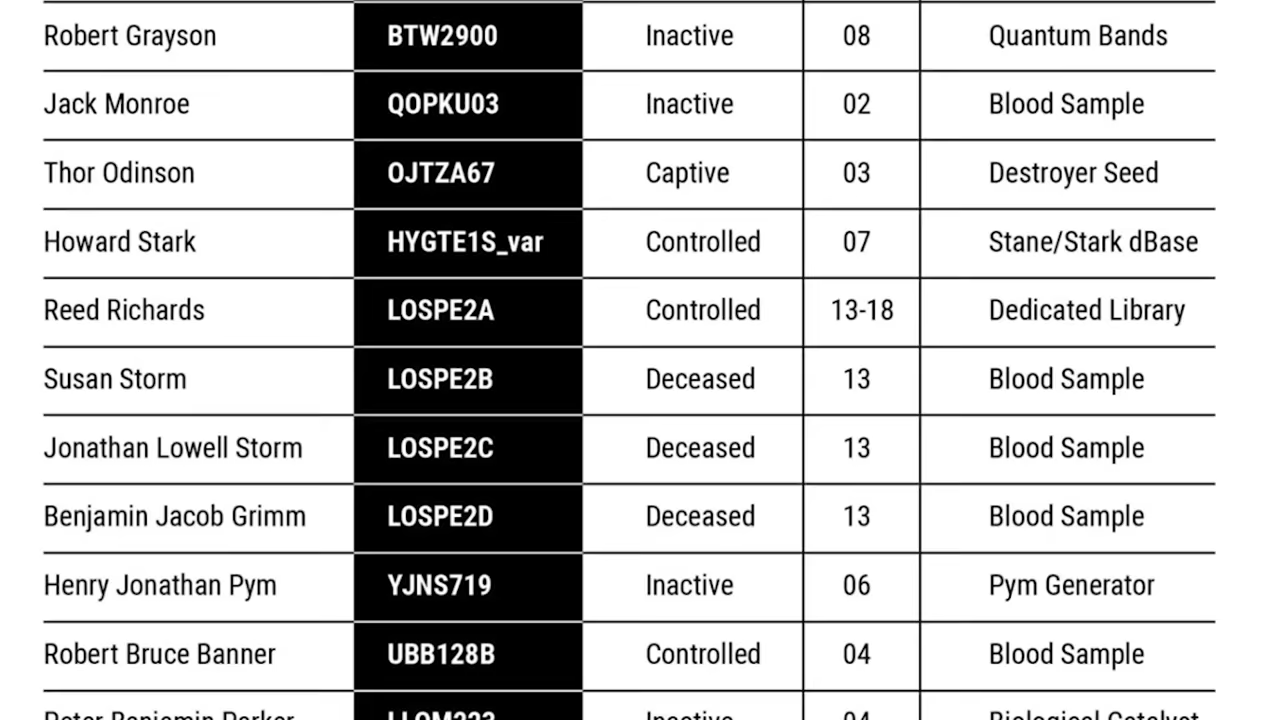 Robert Grayson BTW2900 Inactive 08 Quantum Bands
Jack Monroe QOPKU03 Inactive 02 Blood Sample
Thor Odinson OJTZA67 Captive 03 Destroyer Seed
Howard Stark HYGTE1S_var Controlled 07 Stane/Stark dBase
Reed Richards LOSPE2A Controlled 13-18 Dedicated Library
Susan Storm LOSPE2B Deceased 13 Blood Sample
Jonathan Lowell Storm LOSPE2C Deceased 13 Blood Sample
Benjamin Jacob Grimm LOSPE2D Deceased 13 Blood Sample
Henry Jonathan Pym YJNS719 Inactive 06 Pym Generator
Robert Bruce Banner UBB128B Controlled 04 Blood Sample
Peter Benjamin Parker Inactive 04 Biological Catalyst